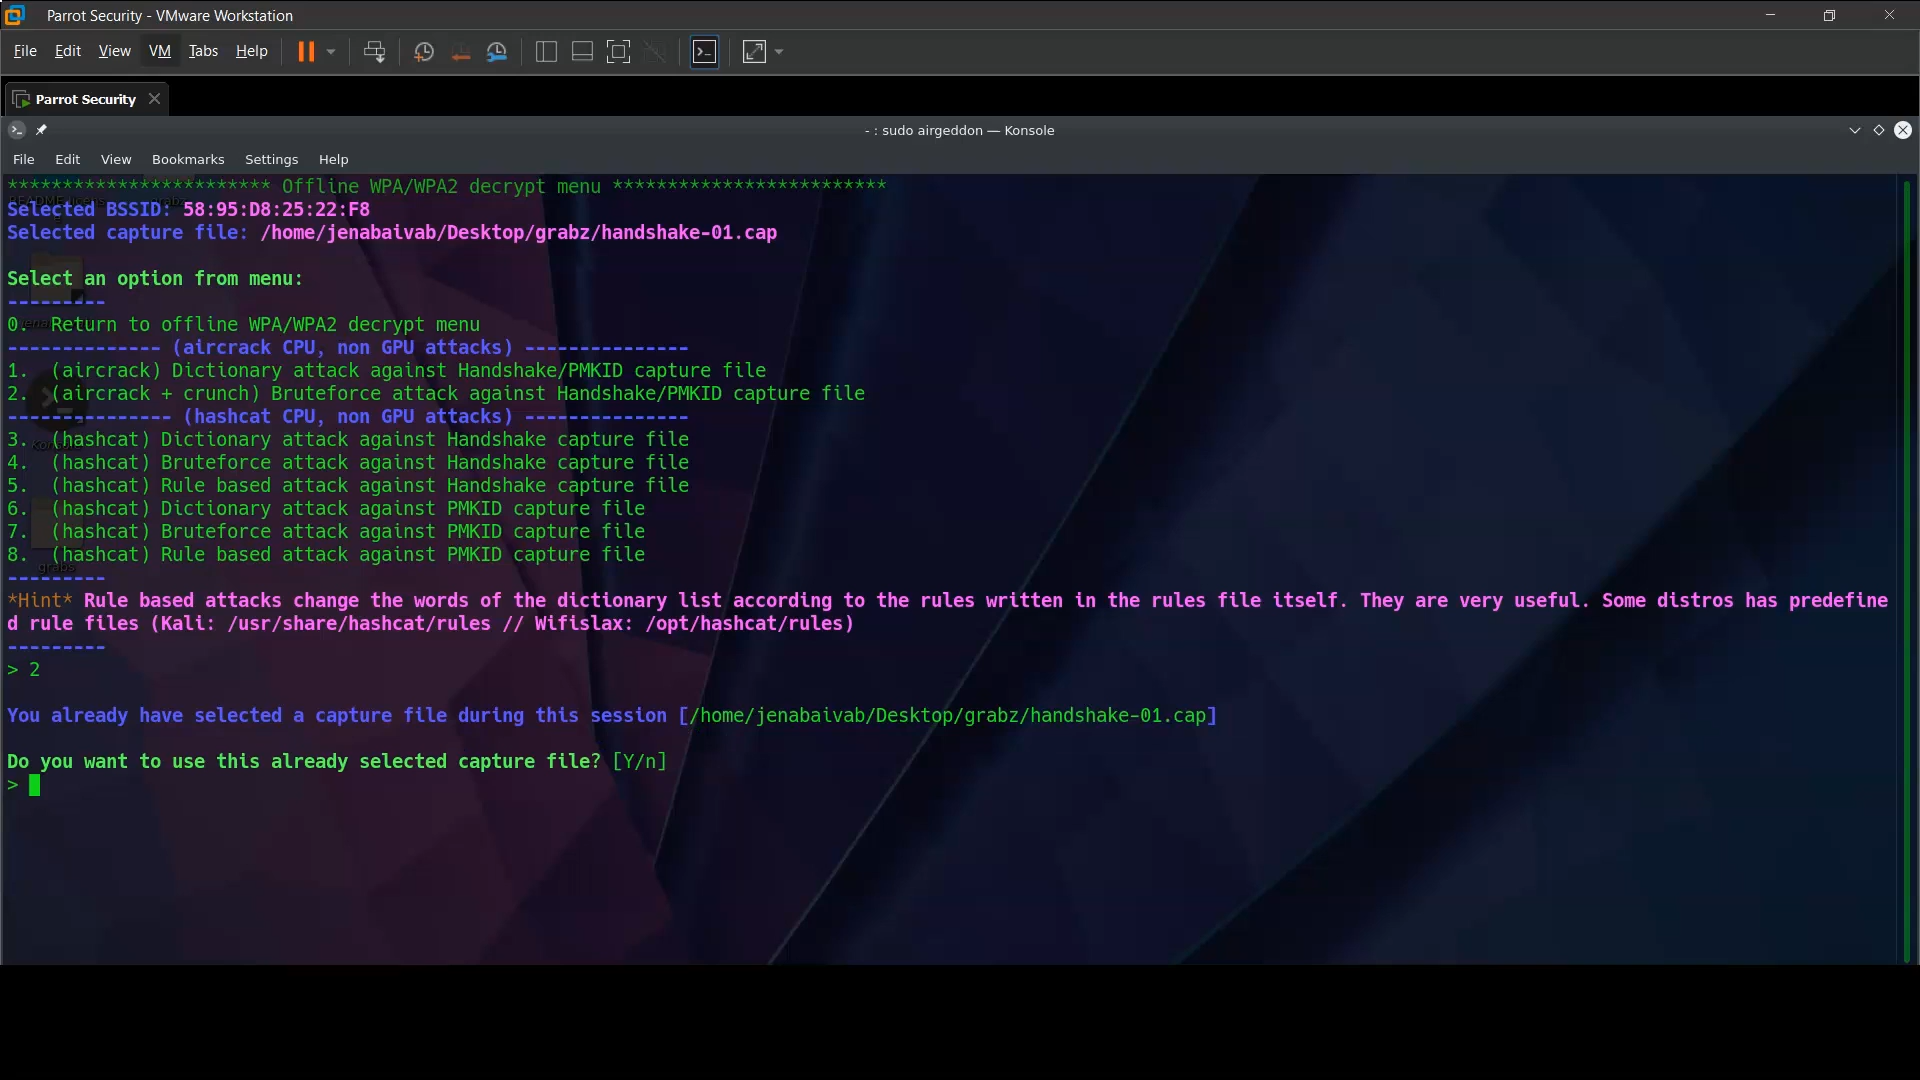 Parrot Security - VMware Workstation
File Edit View VM Tabs Help
Parrot Security
- : sudo airgeddon — Konsole
File Edit View Bookmarks Settings Help
************************ Offline WPA/WPA2 decrypt menu *************************
Selected BSSID: 58:95:D8:25:22:F8
Selected capture file: /home/jenabaivab/Desktop/grabz/handshake-01.cap
Select an option from menu:
---------
0. Return to offline WPA/WPA2 decrypt menu
-------------- (aircrack CPU, non GPU attacks) ---------------
1. (aircrack) Dictionary attack against Handshake/PMKID capture file
2. (aircrack + crunch) Bruteforce attack against Handshake/PMKID capture file
--------------- (hashcat CPU, non GPU attacks) ---------------
3. (hashcat) Dictionary attack against Handshake capture file
4. (hashcat) Bruteforce attack against Handshake capture file
5. (hashcat) Rule based attack against Handshake capture file
6. (hashcat) Dictionary attack against PMKID capture file
7. (hashcat) Bruteforce attack against PMKID capture file
8. (hashcat) Rule based attack against PMKID capture file
grabs
---------
*Hint* Rule based attacks change the words of the dictionary list according to the rules written in the rules file itself. They are very useful. Some distros has predefine
d rule files (Kali: /usr/share/hashcat/rules // Wifislax: /opt/hashcat/rules)
---------
> 2
You already have selected a capture file during this session [/home/jenabaivab/Desktop/grabz/handshake-01.cap]
Do you want to use this already selected capture file? [Y/n]
>